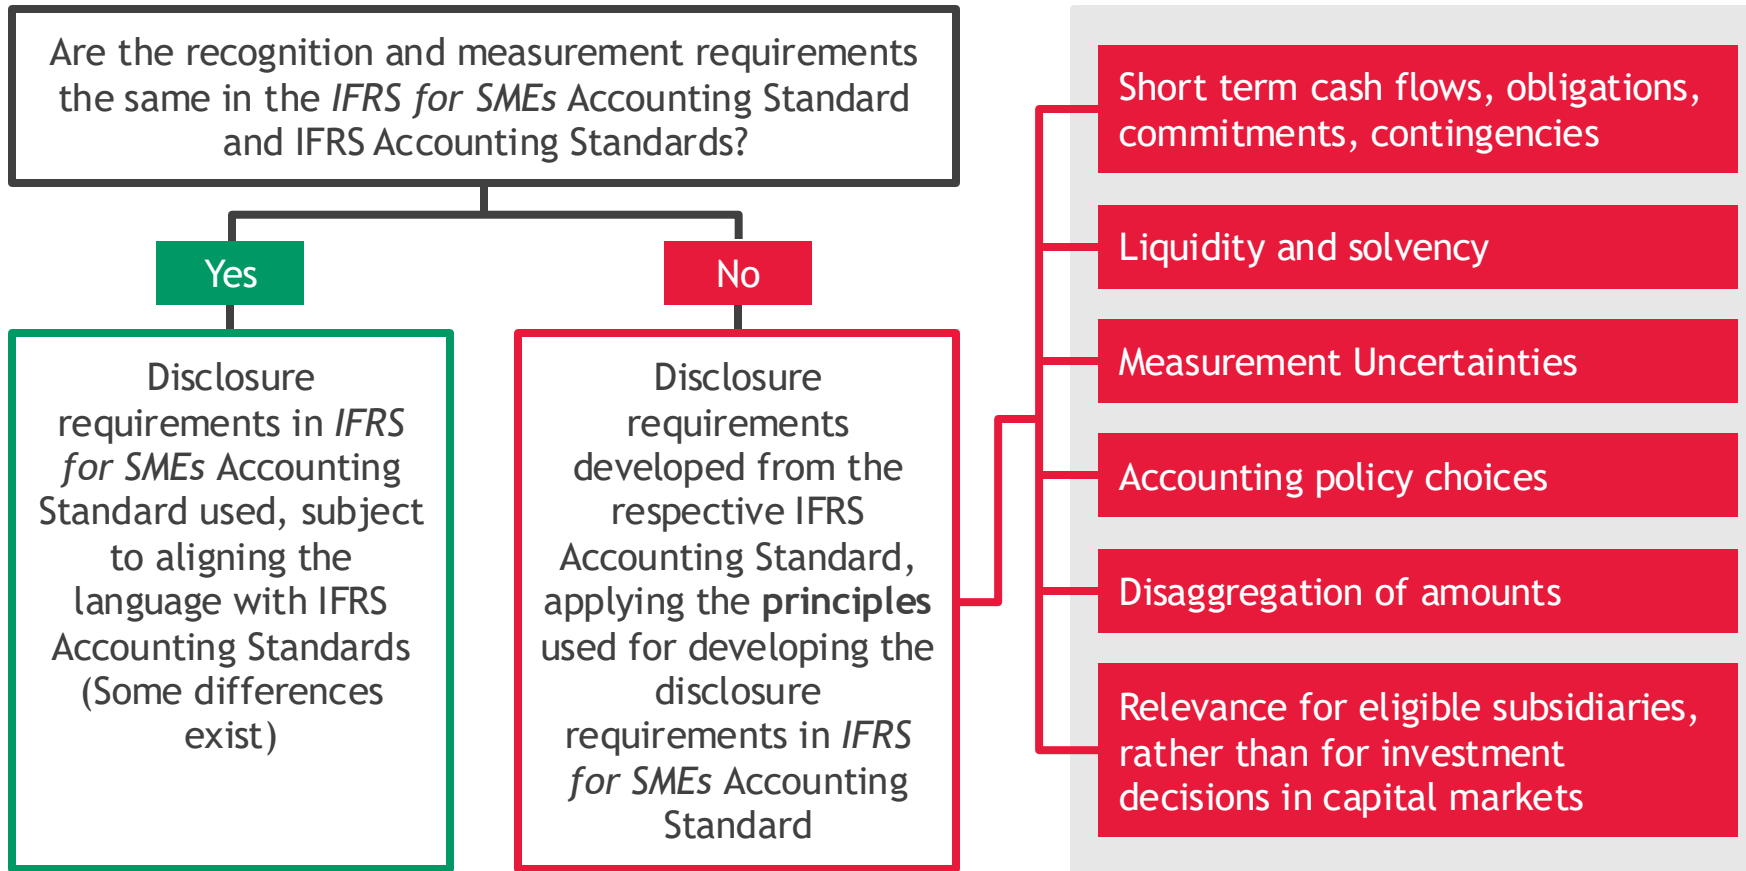 Are the recognition and measurement requirements
the same in the IFRS for SMEs Accounting Standard
and IFRS Accounting Standards?
Yes
No
Disclosure
requirements in IFRS
for SMEs Accounting
Standard used, subject
to aligning the
language with IFRS
Accounting Standards
(Some differences
exist)
Disclosure
requirements
developed from the
respective IFRS
Accounting Standard,
applying the principles
used for developing the
disclosure
requirements in IFRS
for SMEs Accounting
Standard
Short term cash flows, obligations,
commitments, contingencies
Liquidity and solvency
Measurement Uncertainties
Accounting policy choices
Disaggregation of amounts
Relevance for eligible subsidiaries,
rather than for investment
decisions in capital markets